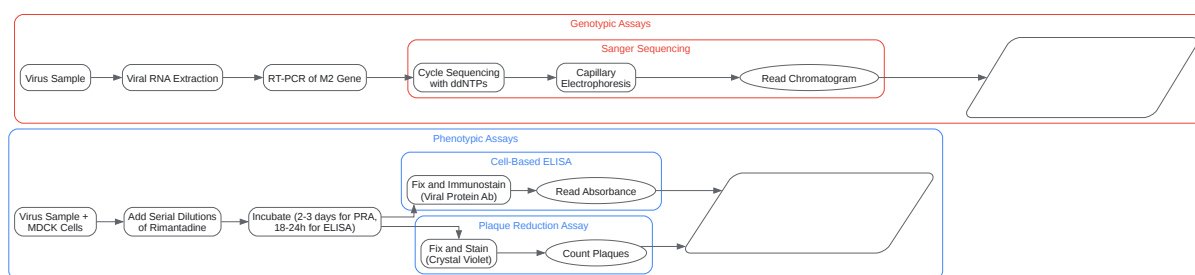 Genotypic Assays
Sanger Sequencing
Virus Sample
Viral RNA Extraction
RT-PCR of M2 Gene
Cycle Sequencing
with ddNTPs
Capillary
Electrophoresis
Read Chromatogram
Phenotypic Assays
Cell-Based ELISA
Fix and Immunostain
(Viral Protein Ab)
Read Absorbance
Virus Sample +
MDCK Cells
Add Serial Dilutions
of Rimantadine
Incubate (2-3 days for PRA,
18-24h for ELISA)
Plaque Reduction Assay
Fix and Stain
(Crystal Violet)
Count Plaques